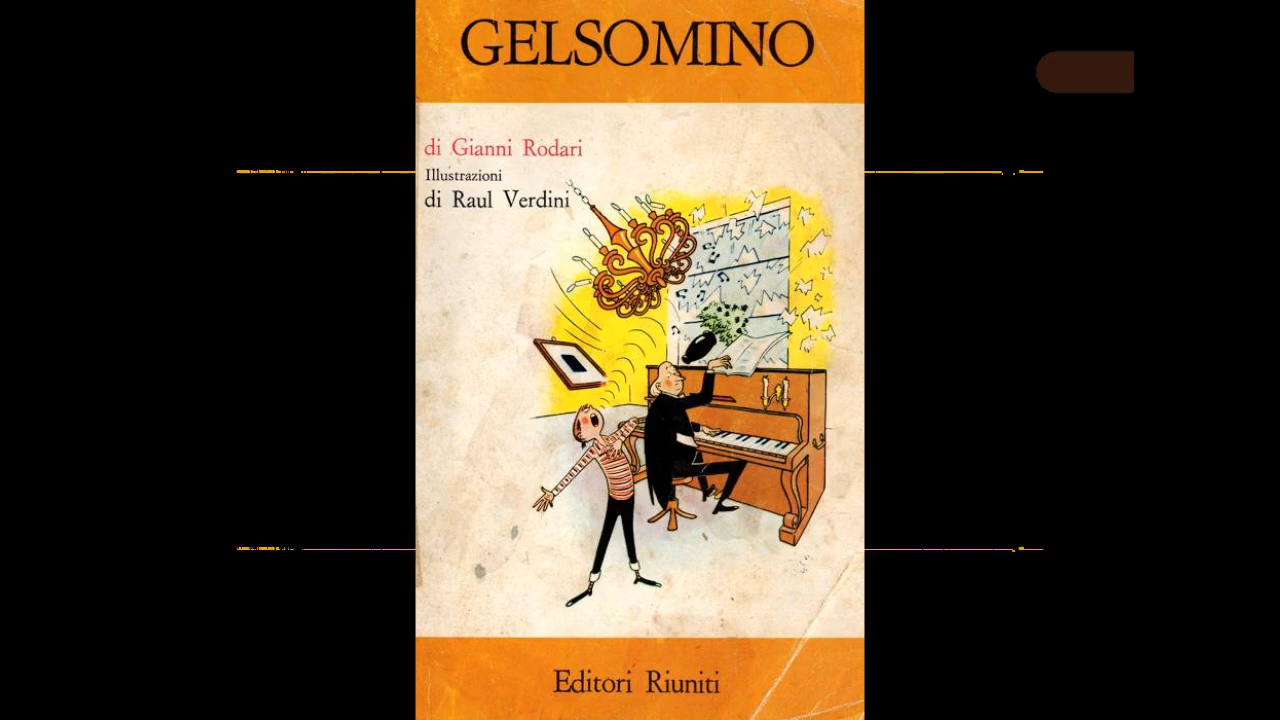 GELSOMINO
di Gianni Rodari
Illustrazioni
di Raul Verdini
Editori Riuniti